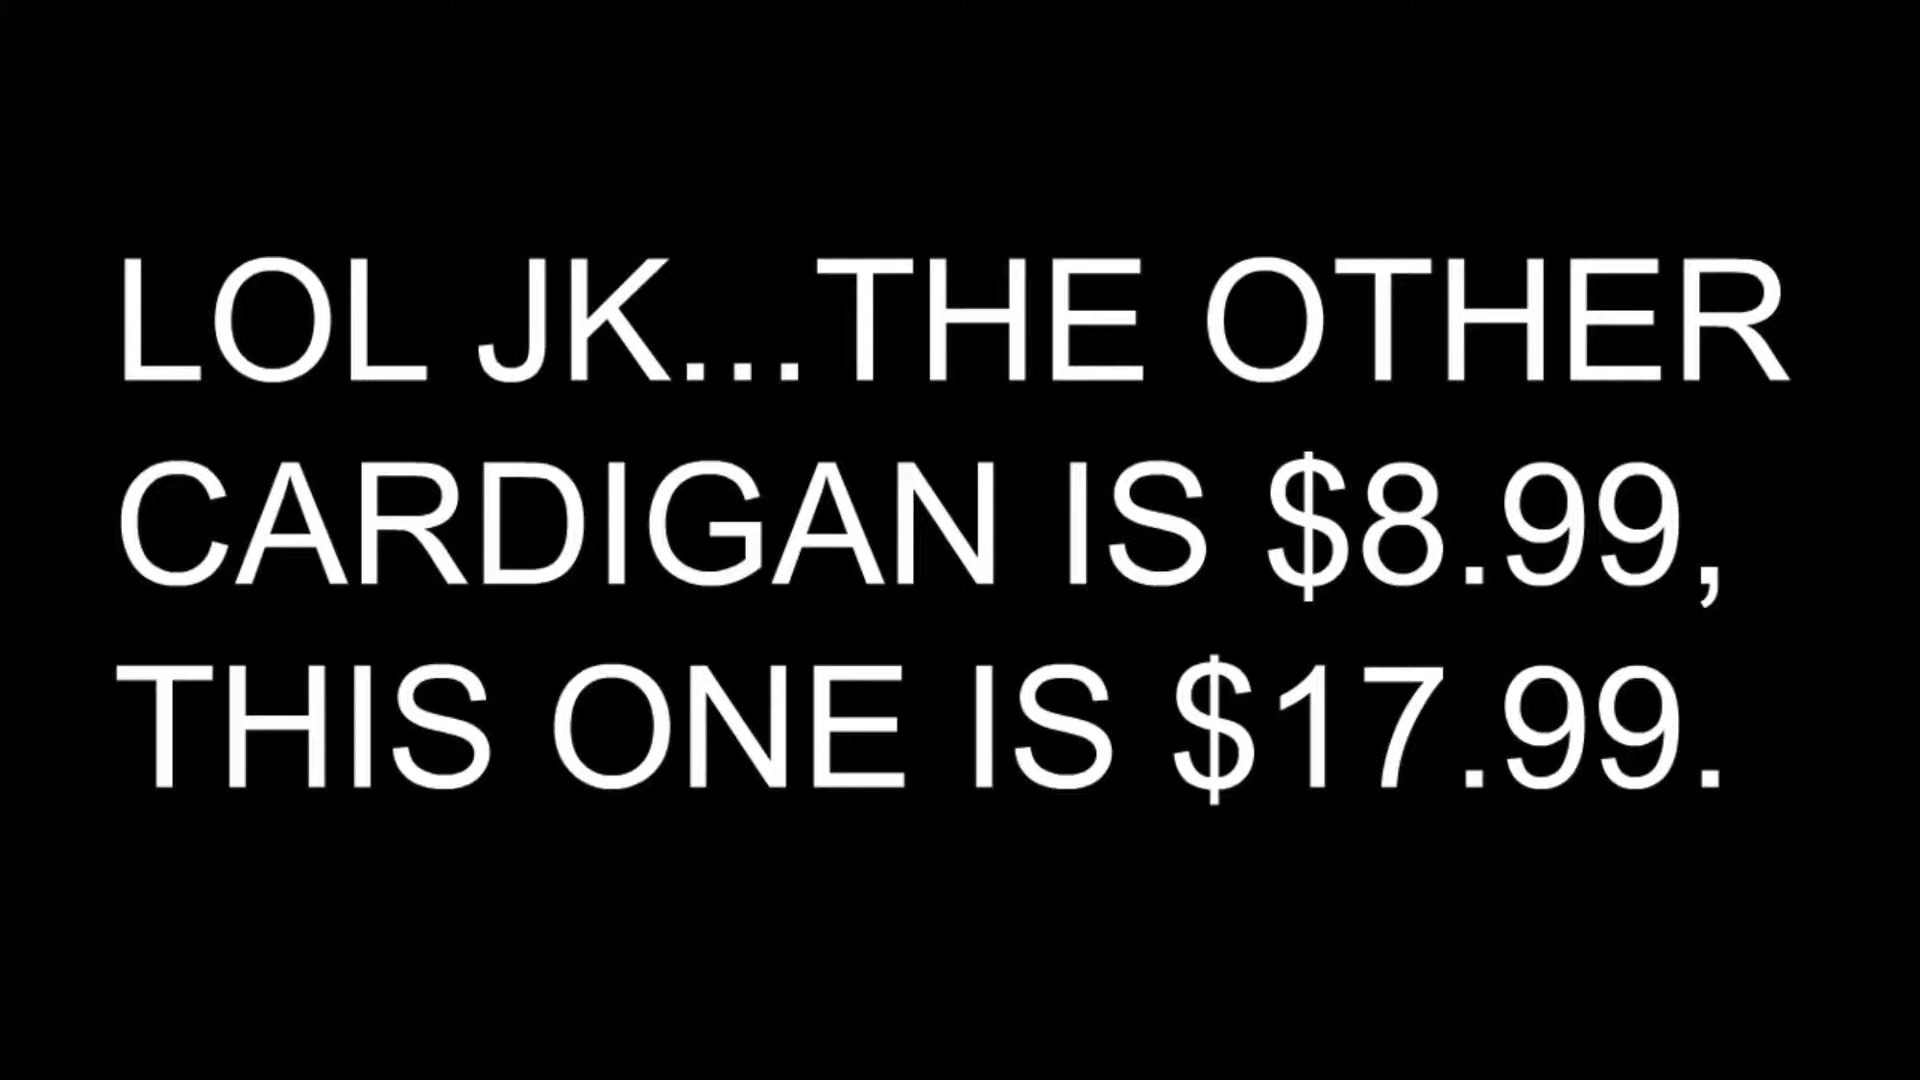 LOL JK...THE OTHER
CARDIGAN IS $8.99,
THIS ONE IS $17.99.